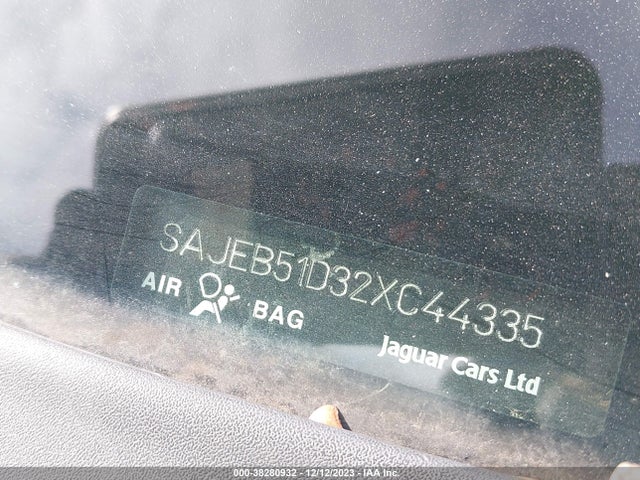 SAJEB51D32XC44335
AIR BAG
Jaguar Cars Ltd
000-38280932 - 12/12/2023 - IAA Inc.